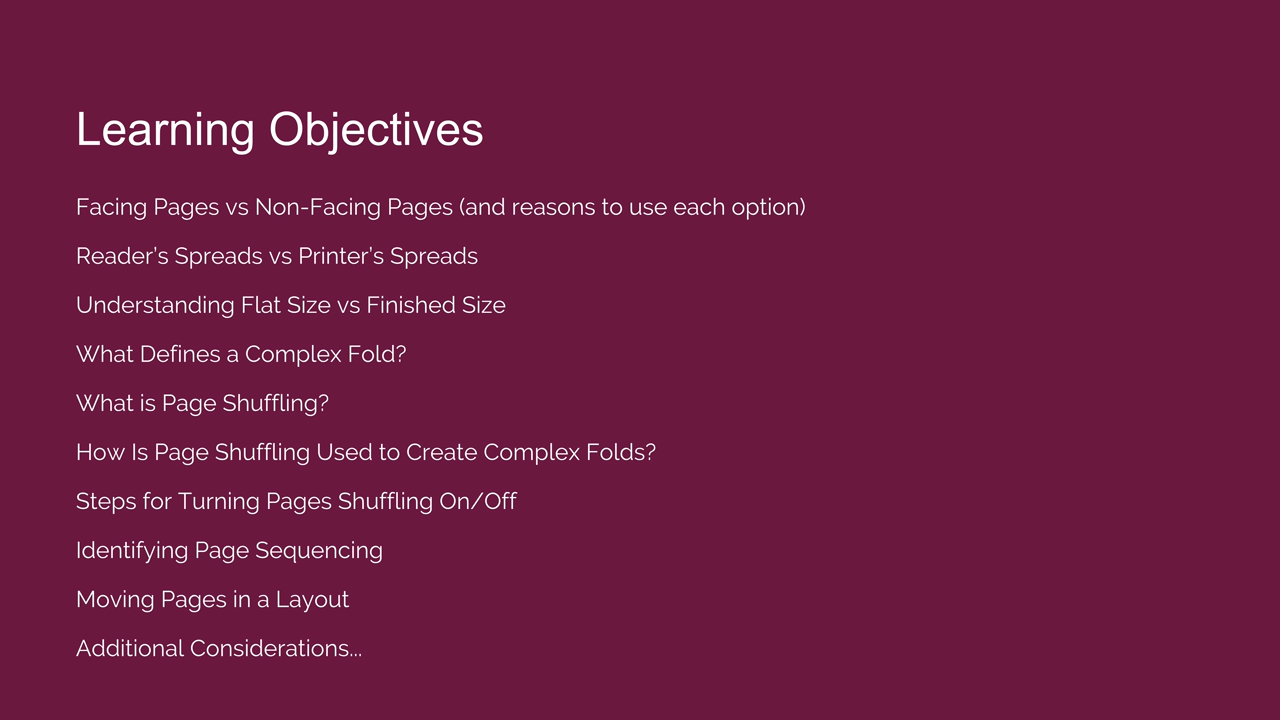 Learning Objectives
Facing Pages vs Non-Facing Pages (and reasons to use each option)
Reader’s Spreads vs Printer’s Spreads
Understanding Flat Size vs Finished Size
What Defines a Complex Fold?
What is Page Shuffling?
How Is Page Shuffling Used to Create Complex Folds?
Steps for Turning Pages Shuffling On/Off
Identifying Page Sequencing
Moving Pages in a Layout
Additional Considerations...